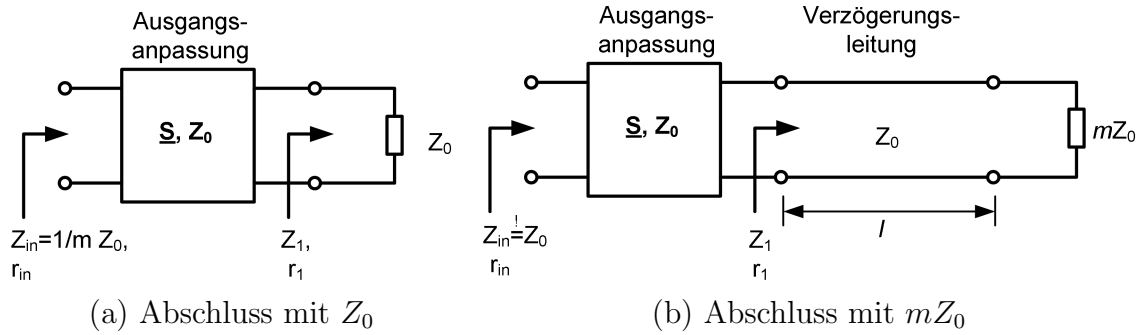 Ausgangs-
anpassung
S, Z0
Z0
Zin=1/m Z0,
rin
Z1,
r1
(a) Abschluss mit Z0
Ausgangs-
anpassung
Verzögerungs-
leitung
S, Z0
Z0
mZ0
Zin=!Z0
rin
Z1
r1
l
(b) Abschluss mit mZ0